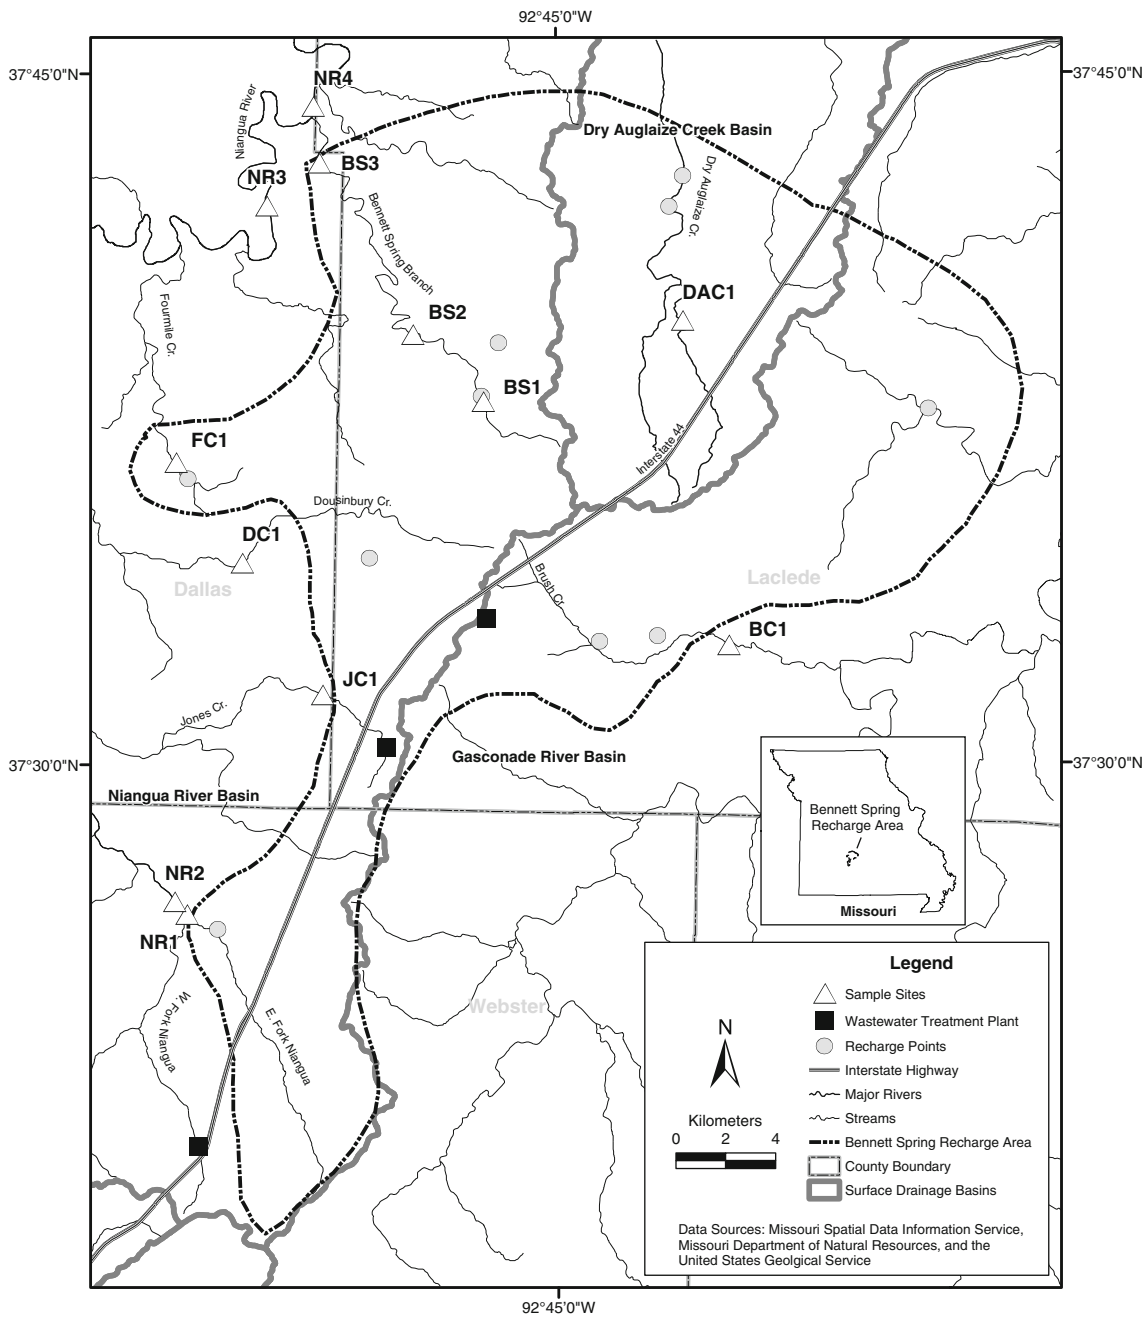 92°45'0"W
37°45'0"N
37°45'0"N
NR4
Niangua River
Dry Auglaize Creek Basin
BS3
NR3
Dry Auglaize Cr.
Bennett Spring Branch
DAC1
BS2
Fourmile Cr.
BS1
FC1
Interstate 44
Dousinbury Cr.
DC1
Dallas
Brush Cr.
Laclede
BC1
JC1
Jones Cr.
Gasconade River Basin
37°30'0"N
37°30'0"N
Niangua River Basin
Bennett Spring
Recharge Area
Missouri
NR2
NR1
W. Fork Niangua
E. Fork Niangua
Webster
Legend
Sample Sites
Wastewater Treatment Plant
Recharge Points
Interstate Highway
Major Rivers
Streams
Bennett Spring Recharge Area
County Boundary
Surface Drainage Basins
N
Kilometers
0 2 4
Data Sources: Missouri Spatial Data Information Service,
Missouri Department of Natural Resources, and the
United States Geolgical Service
92°45'0"W